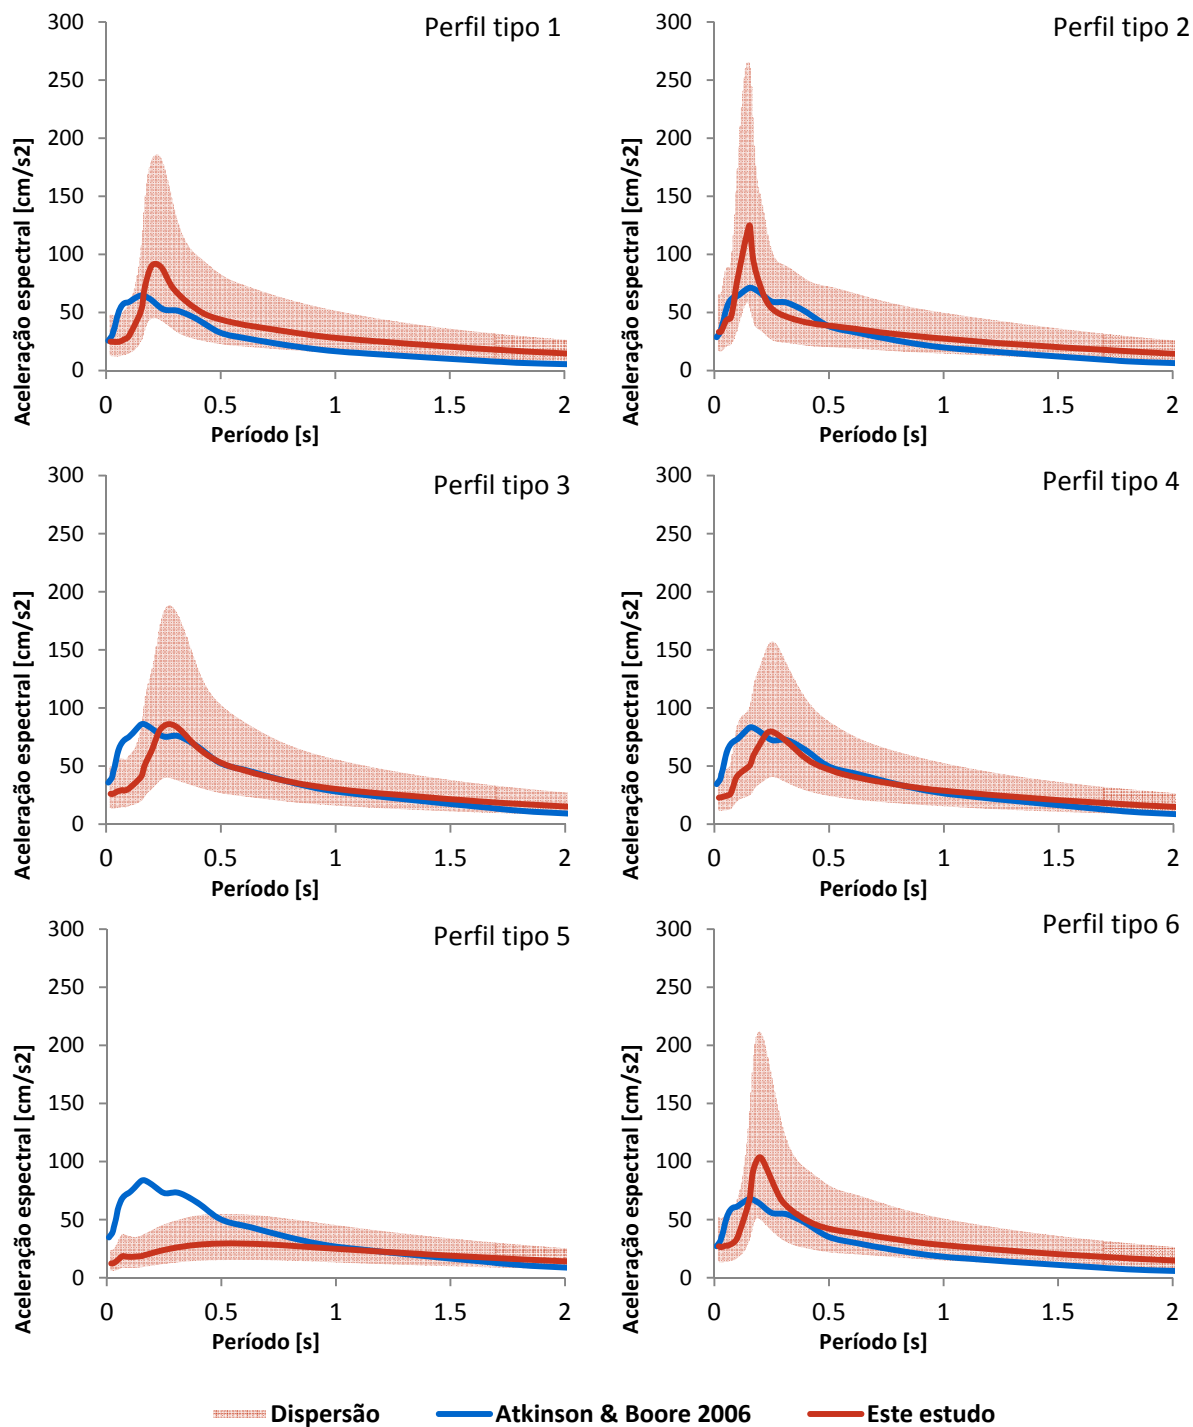 Perfil tipo 1
Aceleração espectral [cm/s2]
300
250
200
150
100
50
0
0 0.5 1 1.5 2
Período [s]
Perfil tipo 2
Aceleração espectral [cm/s2]
300
250
200
150
100
50
0
0 0.5 1 1.5 2
Período [s]
Perfil tipo 3
Aceleração espectral [cm/s2]
300
250
200
150
100
50
0
0 0.5 1 1.5 2
Período [s]
Perfil tipo 4
Aceleração espectral [cm/s2]
300
250
200
150
100
50
0
0 0.5 1 1.5 2
Período [s]
Perfil tipo 5
Aceleração espectral [cm/s2]
300
250
200
150
100
50
0
0 0.5 1 1.5 2
Período [s]
Perfil tipo 6
Aceleração espectral [cm/s2]
300
250
200
150
100
50
0
0 0.5 1 1.5 2
Período [s]
Dispersão Atkinson & Boore 2006 Este estudo